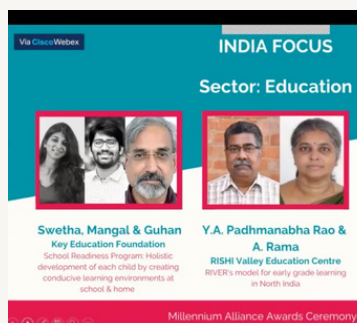 Via CiscoWebex
INDIA FOCUS
Sector: Education
Swetha, Mangal & Guhan
Key Education Foundation
School Readiness Program: Holistic
development of each child by creating
conducive learning environments at
school & home
Y.A. Padhmanabha Rao &
A. Rama
RISHI Valley Education Centre
RIVER's model for early grade learning
in North India
Millennium Alliance Awards Ceremony